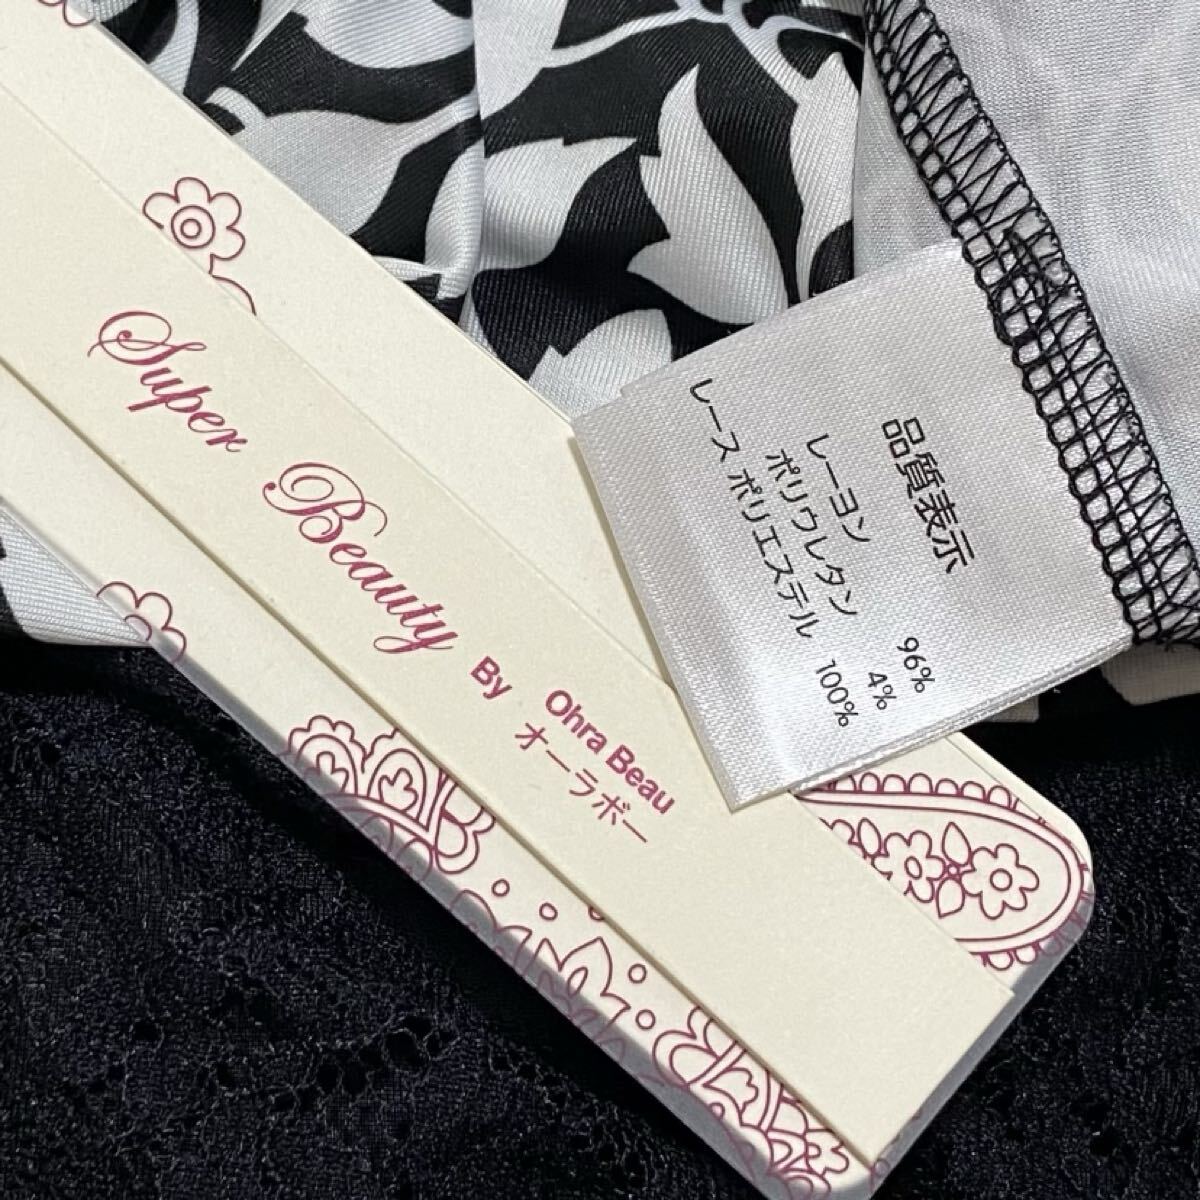 Super Beauty
By Ohra Beau
オーラボー
品質表示
レーヨン 96%
ポリウレタン 4%
レース ポリエステル 100%